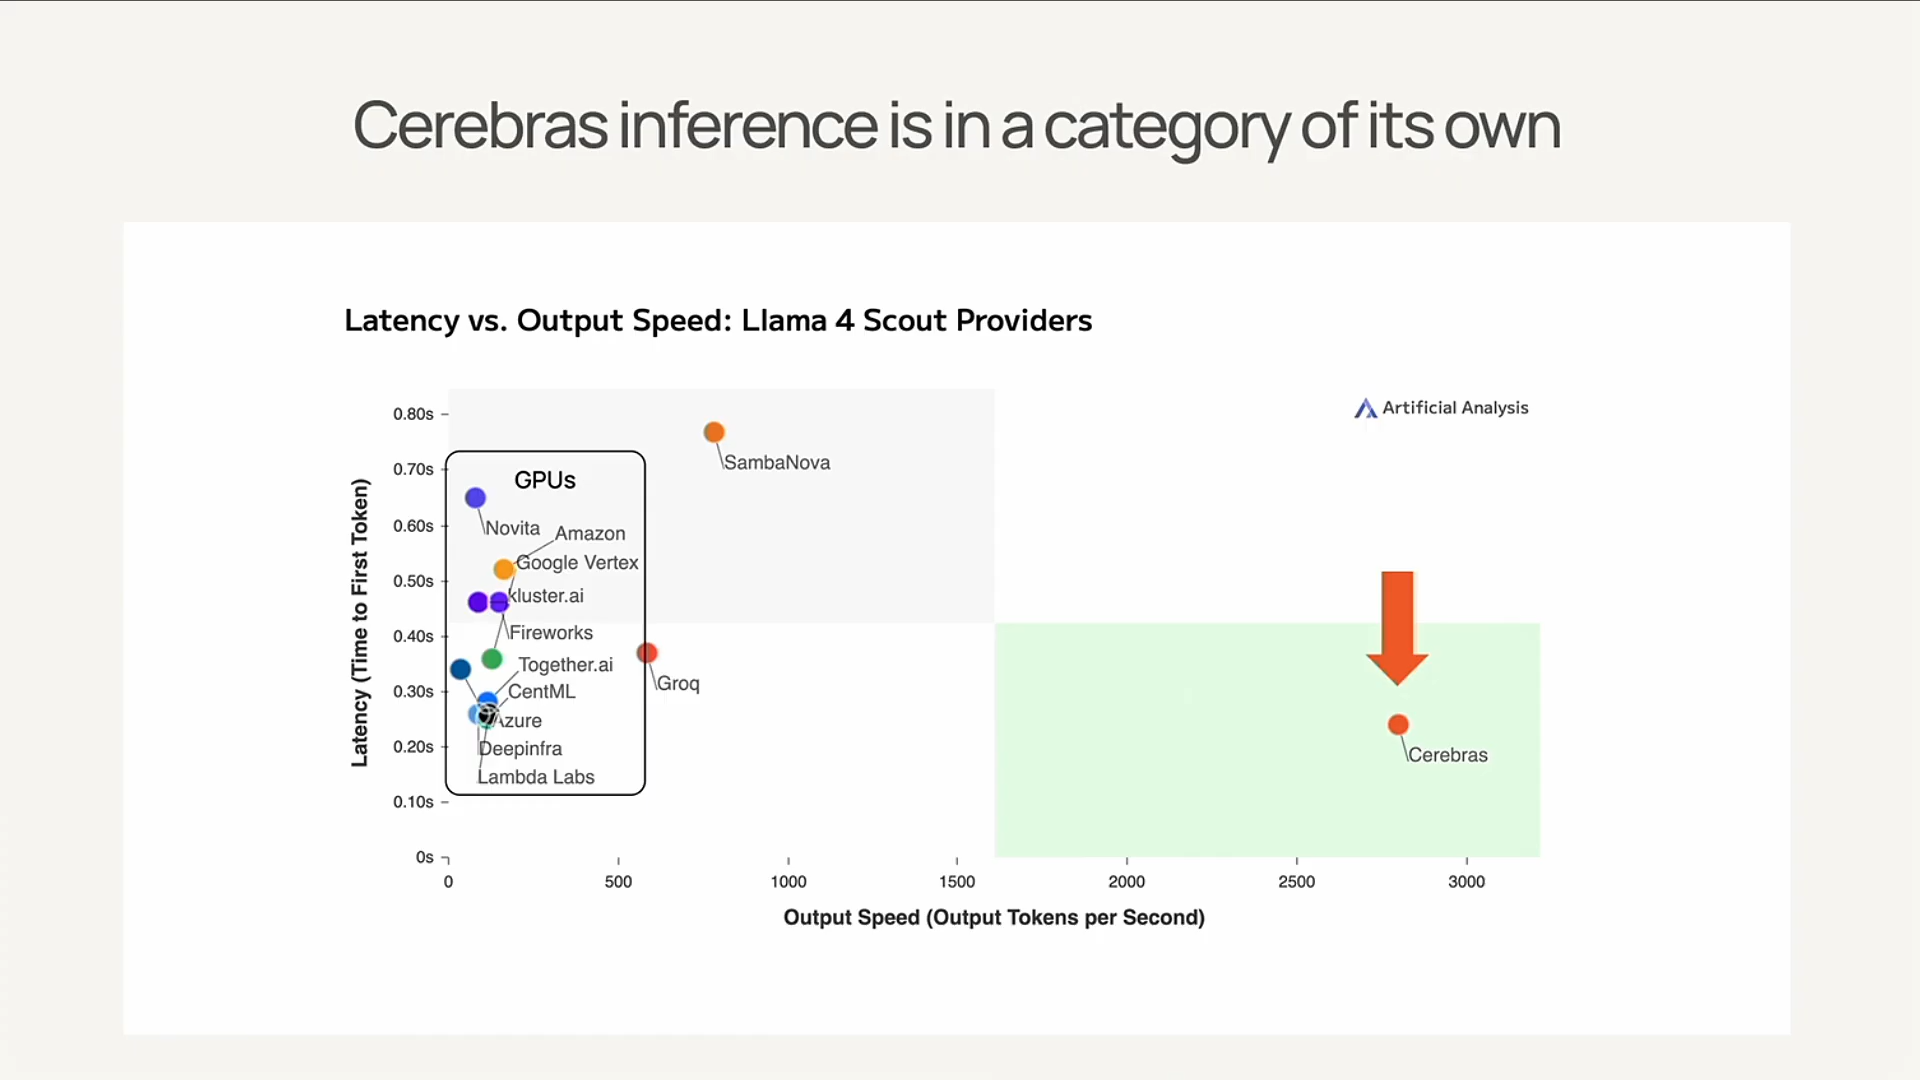 Cerebras inference is in a category of its own
Latency vs. Output Speed: Llama 4 Scout Providers
Artificial Analysis
Latency (Time to First Token)
0.80s
0.70s
0.60s
0.50s
0.40s
0.30s
0.20s
0.10s
0s
SambaNova
GPUs
Novita
Amazon
Google Vertex
kluster.ai
Fireworks
Together.ai
Groq
CentML
Azure
Deepinfra
Cerebras
Lambda Labs
0 500 1000 1500 2000 2500 3000
Output Speed (Output Tokens per Second)